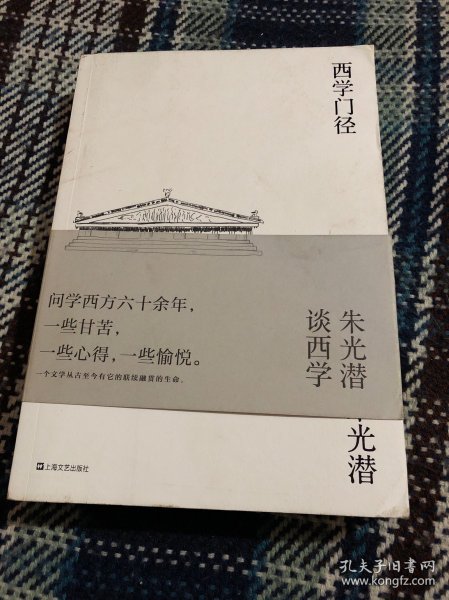 西学门径
问学西方六十余年，
一些甘苦，
一些心得，一些愉悦。
一个文学从古至今有它的联续融贯的生命。
朱光潜
谈西学
光潜
上海文艺出版社
孔夫子旧书网
www.kongfz.com